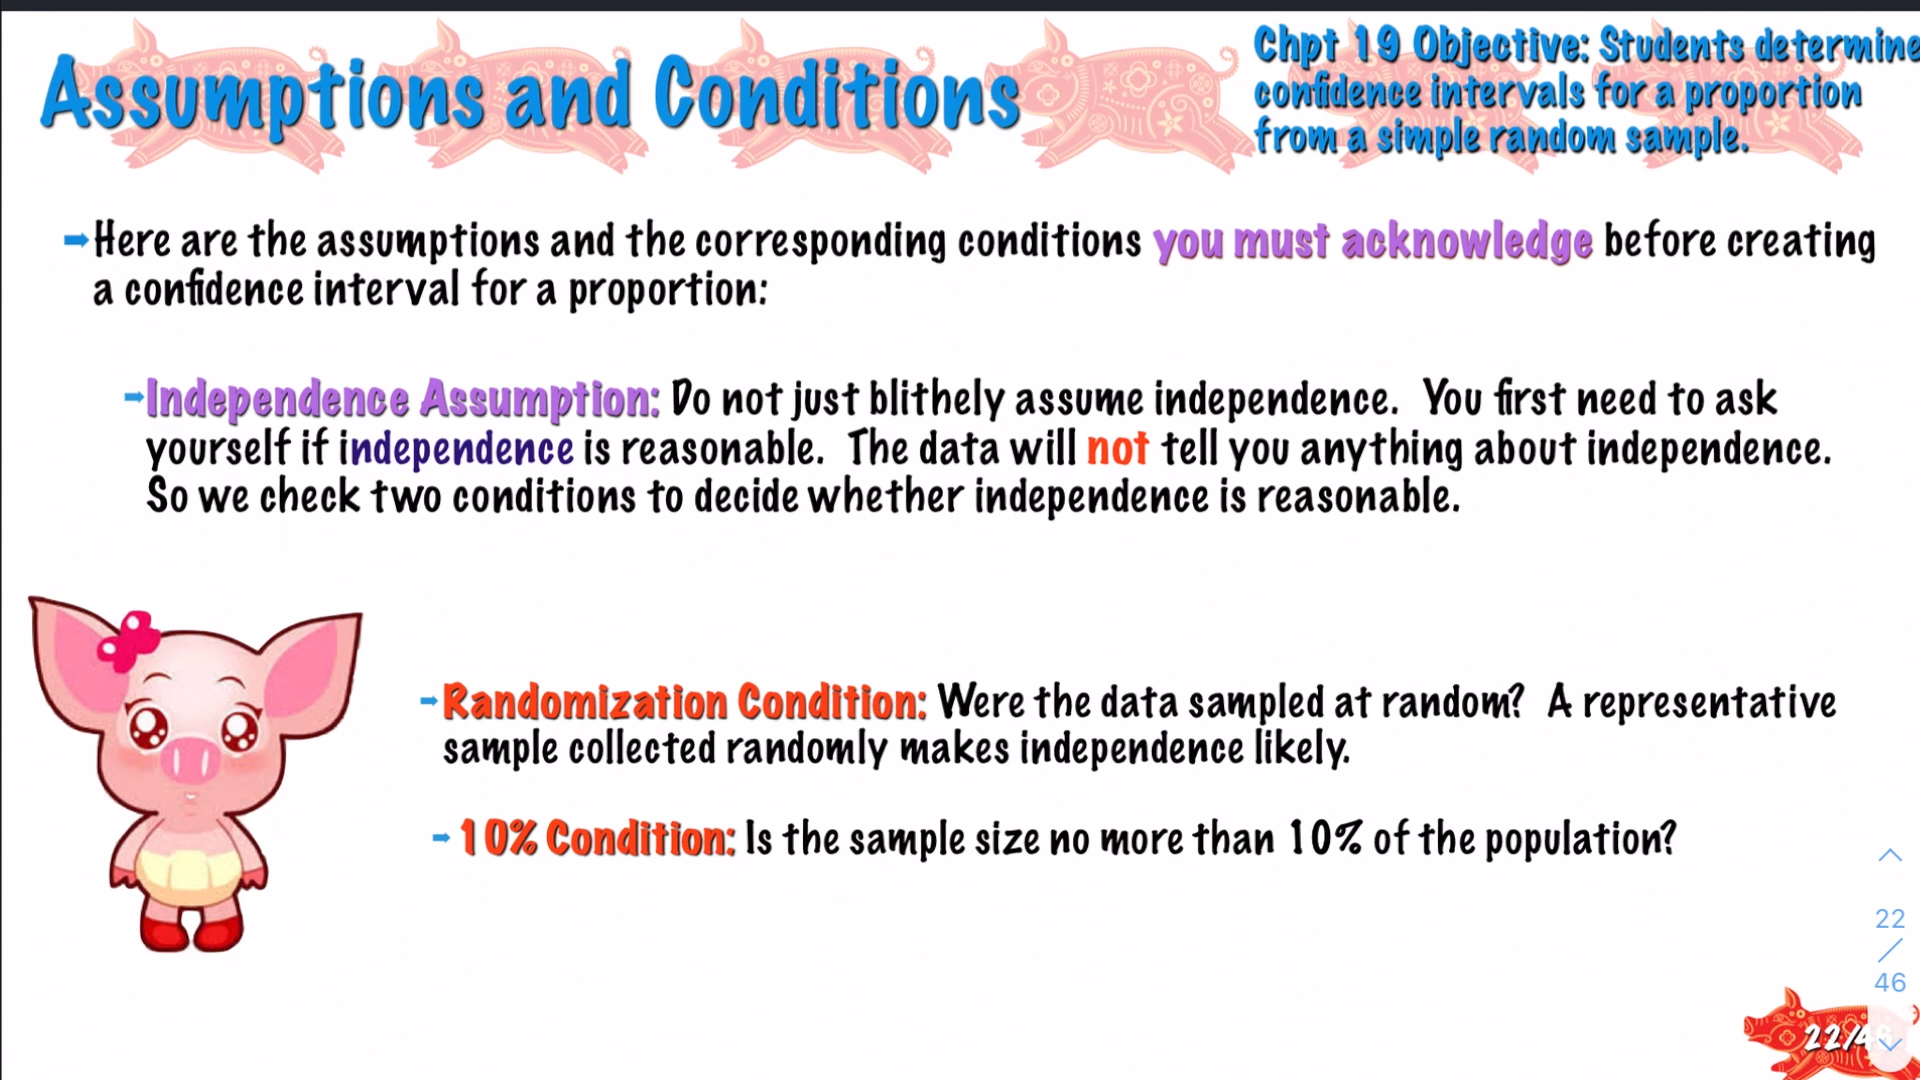 Assumptions and Conditions
Chpt 19 Objective: Students determine
confidence intervals for a proportion
from a simple random sample.
Here are the assumptions and the corresponding conditions you must acknowledge before creating
a confidence interval for a proportion:
Independence Assumption: Do not just blithely assume independence. You first need to ask
yourself if independence is reasonable. The data will not tell you anything about independence.
So we check two conditions to decide whether independence is reasonable.
Randomization Condition: Were the data sampled at random? A representative
sample collected randomly makes independence likely.
10% Condition: Is the sample size no more than 10% of the population?
22
/
46
22/46